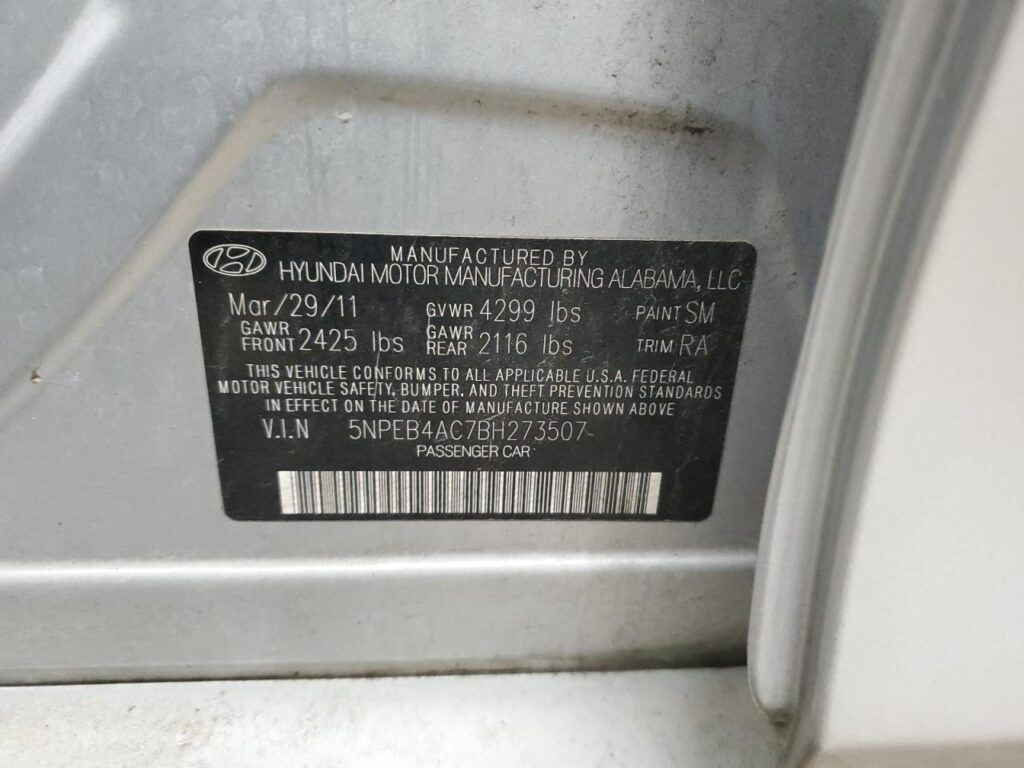 MANUFACTURED BY
HYUNDAI MOTOR MANUFACTURING ALABAMA, LLC
Mar/29/11 GVWR 4299 lbs PAINT SM
GAWR FRONT 2425 lbs GAWR REAR 2116 lbs TRIM RA
THIS VEHICLE CONFORMS TO ALL APPLICABLE U.S.A. FEDERAL
MOTOR VEHICLE SAFETY, BUMPER, AND THEFT PREVENTION STANDARDS
IN EFFECT ON THE DATE OF MANUFACTURE SHOWN ABOVE
V.I.N 5NPEB4AC7BH273507
PASSENGER CAR